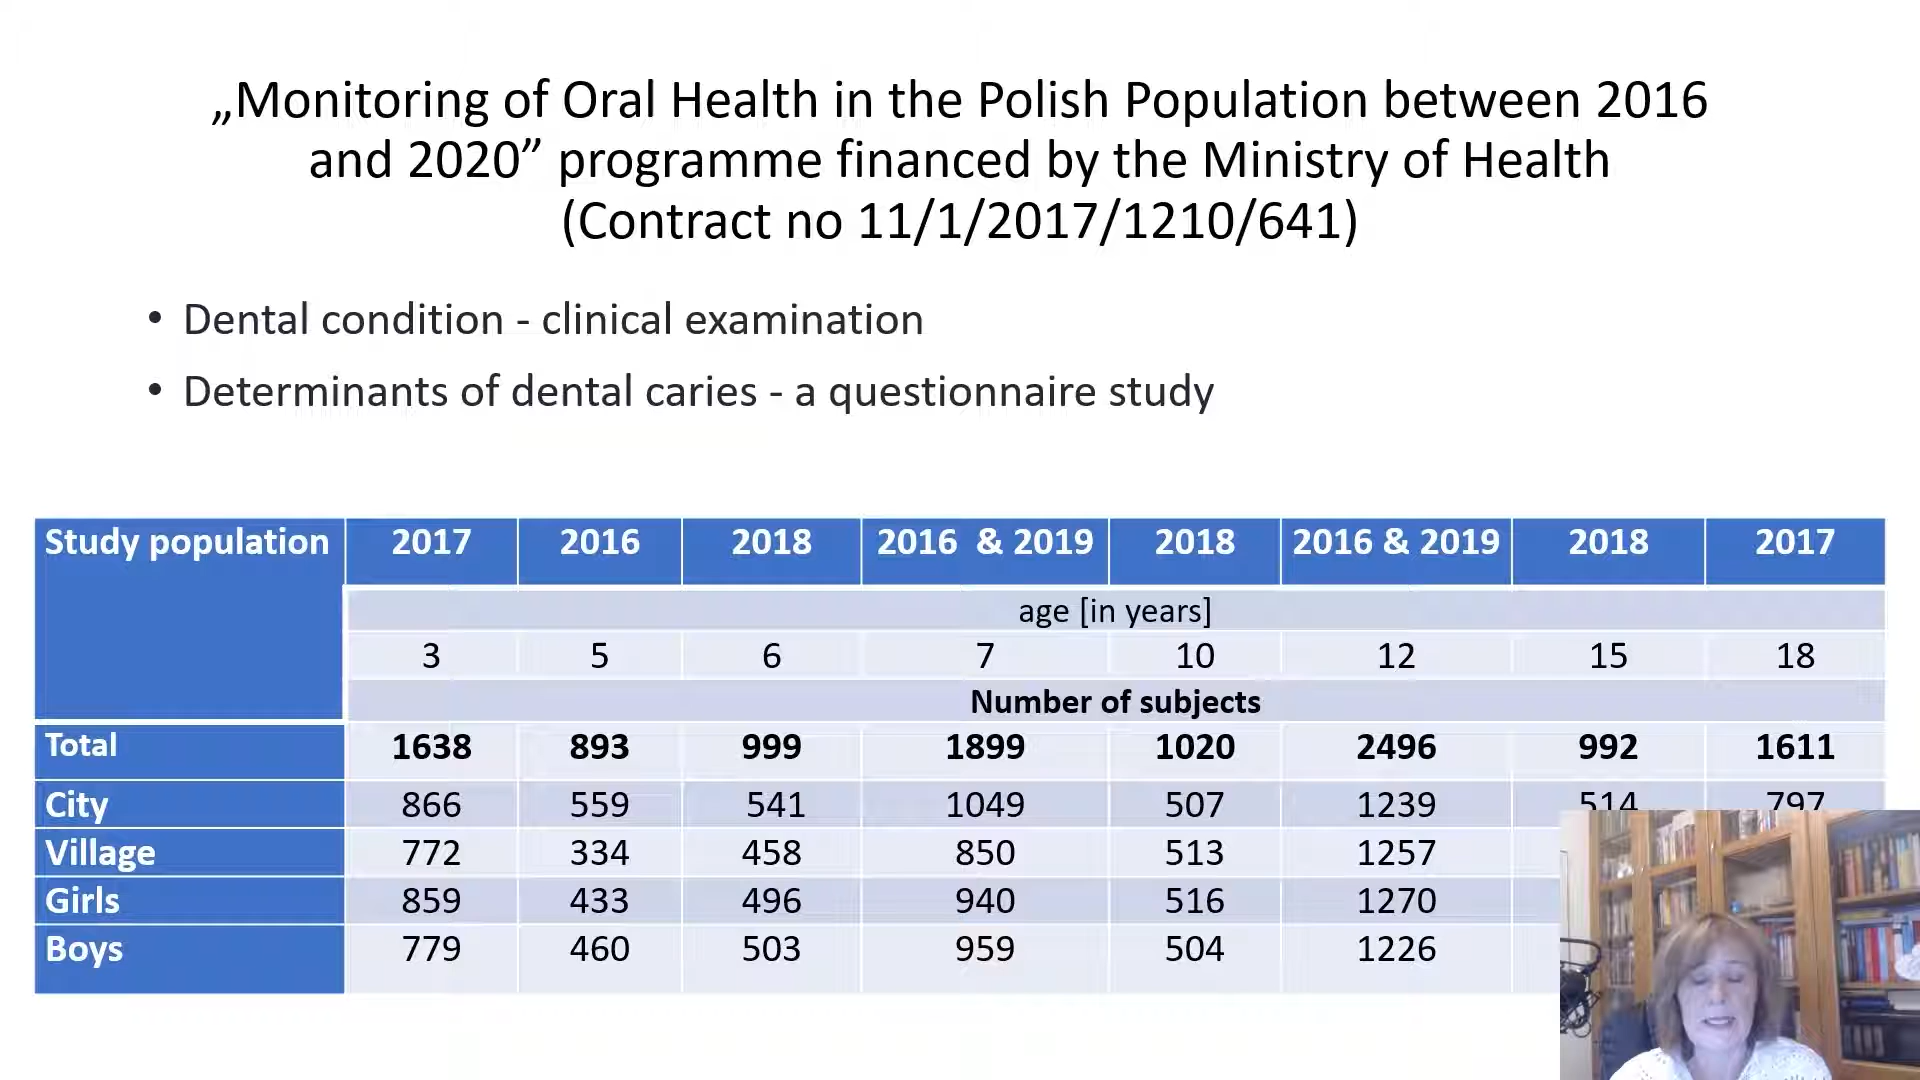 „Monitoring of Oral Health in the Polish Population between 2016
and 2020” programme financed by the Ministry of Health
(Contract no 11/1/2017/1210/641)
• Dental condition - clinical examination
• Determinants of dental caries - a questionnaire study
Study population 2017 2016 2018 2016 & 2019 2018 2016 & 2019 2018 2017
age [in years]
3 5 6 7 10 12 15 18
Number of subjects
Total 1638 893 999 1899 1020 2496 992 1611
City 866 559 541 1049 507 1239 514 797
Village 772 334 458 850 513 1257
Girls 859 433 496 940 516 1270
Boys 779 460 503 959 504 1226